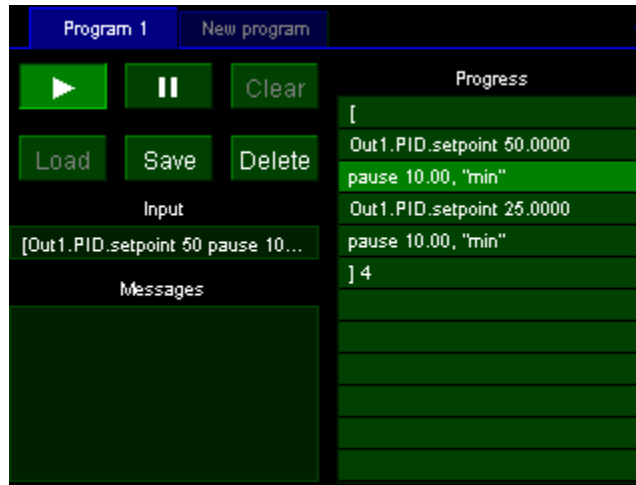 Program 1
New program
Clear
Load
Save
Delete
Input
[Out1.PID.setpoint 50 pause 10...
Messages
Progress
[
Out1.PID.setpoint 50.0000
pause 10.00, "min"
Out1.PID.setpoint 25.0000
pause 10.00, "min"
] 4